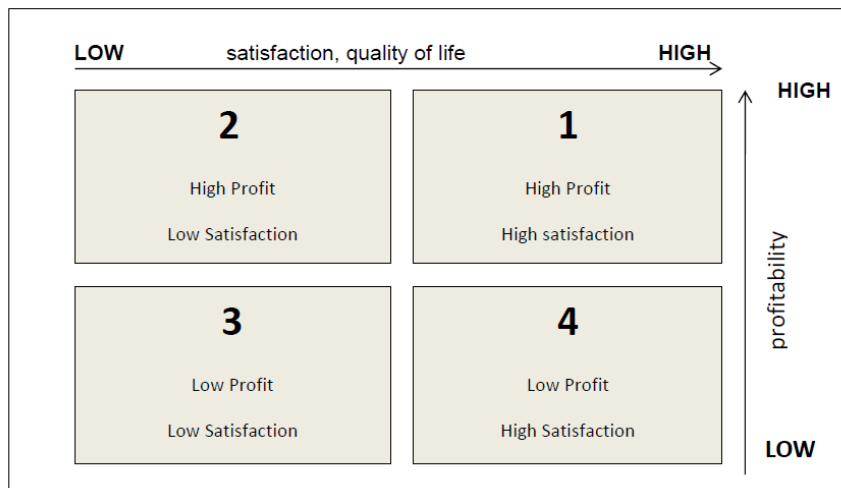 LOW satisfaction, quality of life HIGH
HIGH
2
High Profit
Low Satisfaction
1
High Profit
High satisfaction
profitability
3
Low Profit
Low Satisfaction
4
Low Profit
High Satisfaction
LOW